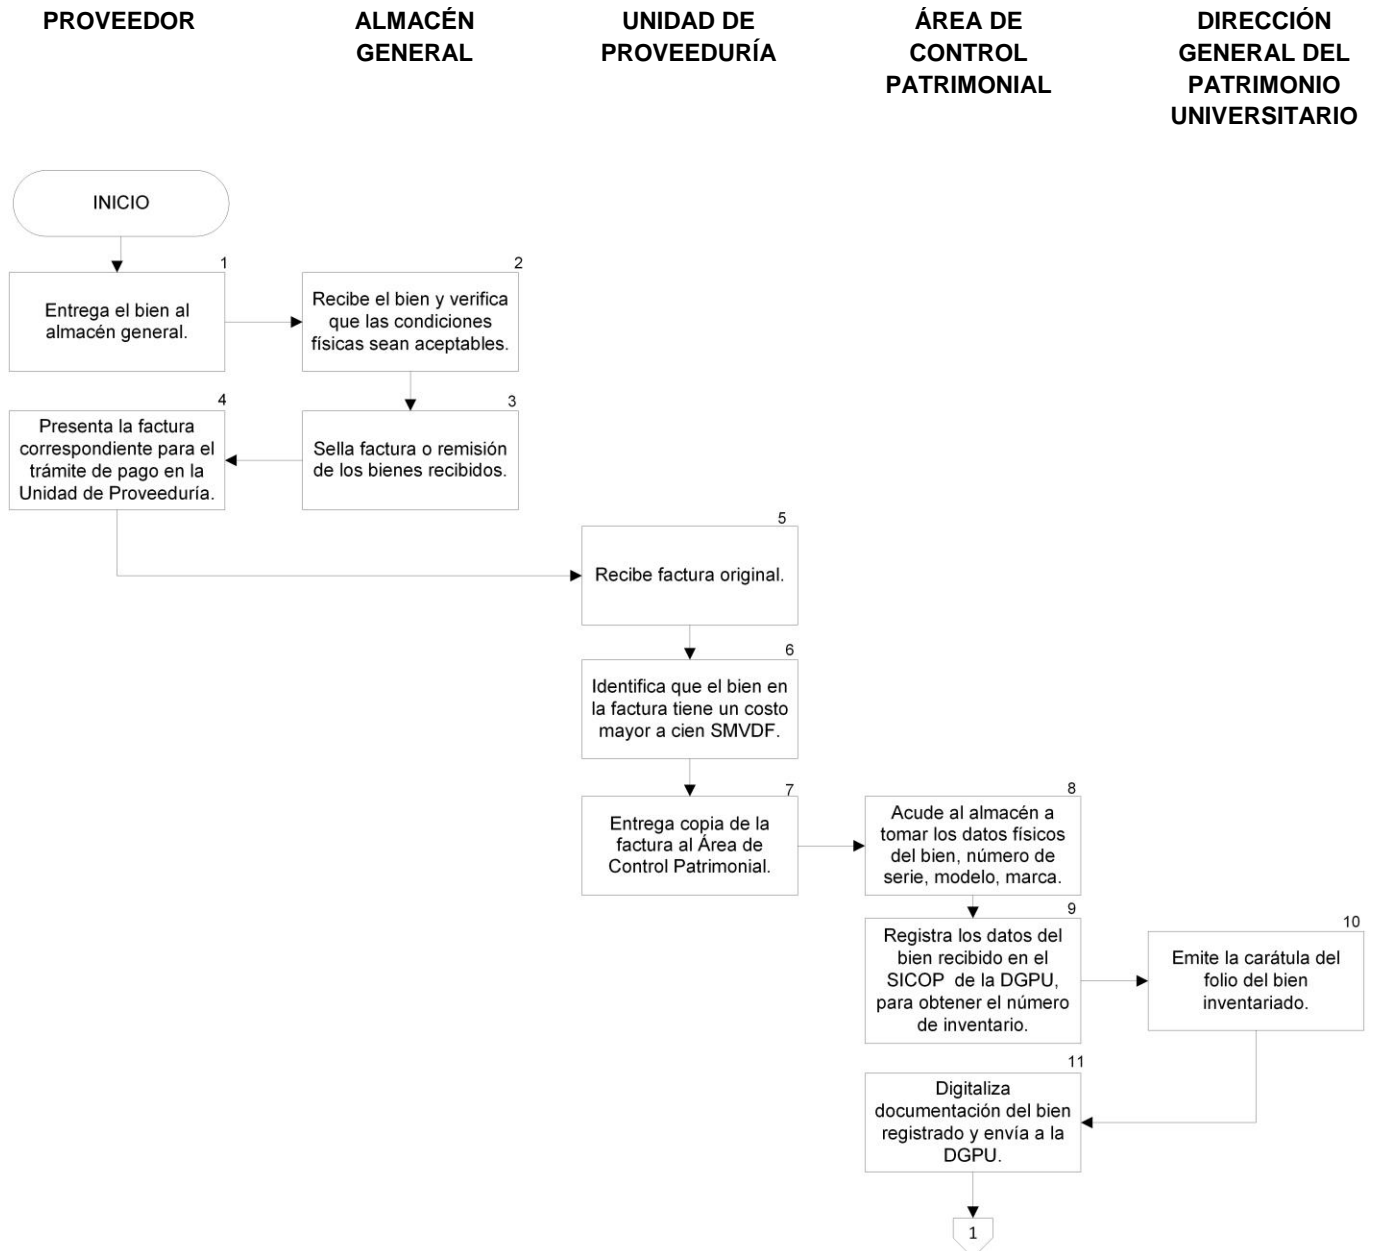 PROVEEDOR
ALMACÉN
GENERAL
UNIDAD DE
PROVEEDURÍA
ÁREA DE
CONTROL
PATRIMONIAL
DIRECCIÓN
GENERAL DEL
PATRIMONIO
UNIVERSITARIO
INICIO
1
Entrega el bien al
almacén general.
2
Recibe el bien y verifica
que las condiciones
físicas sean aceptables.
3
Sella factura o remisión
de los bienes recibidos.
4
Presenta la factura
correspondiente para el
trámite de pago en la
Unidad de Proveeduría.
5
Recibe factura original.
6
Identifica que el bien en
la factura tiene un costo
mayor a cien SMVDF.
7
Entrega copia de la
factura al Área de
Control Patrimonial.
8
Acude al almacén a
tomar los datos físicos
del bien, número de
serie, modelo, marca.
9
Registra los datos del
bien recibido en el
SICOP de la DGPU,
para obtener el número
de inventario.
10
Emite la carátula del
folio del bien
inventariado.
11
Digitaliza
documentación del bien
registrado y envía a la
DGPU.
1